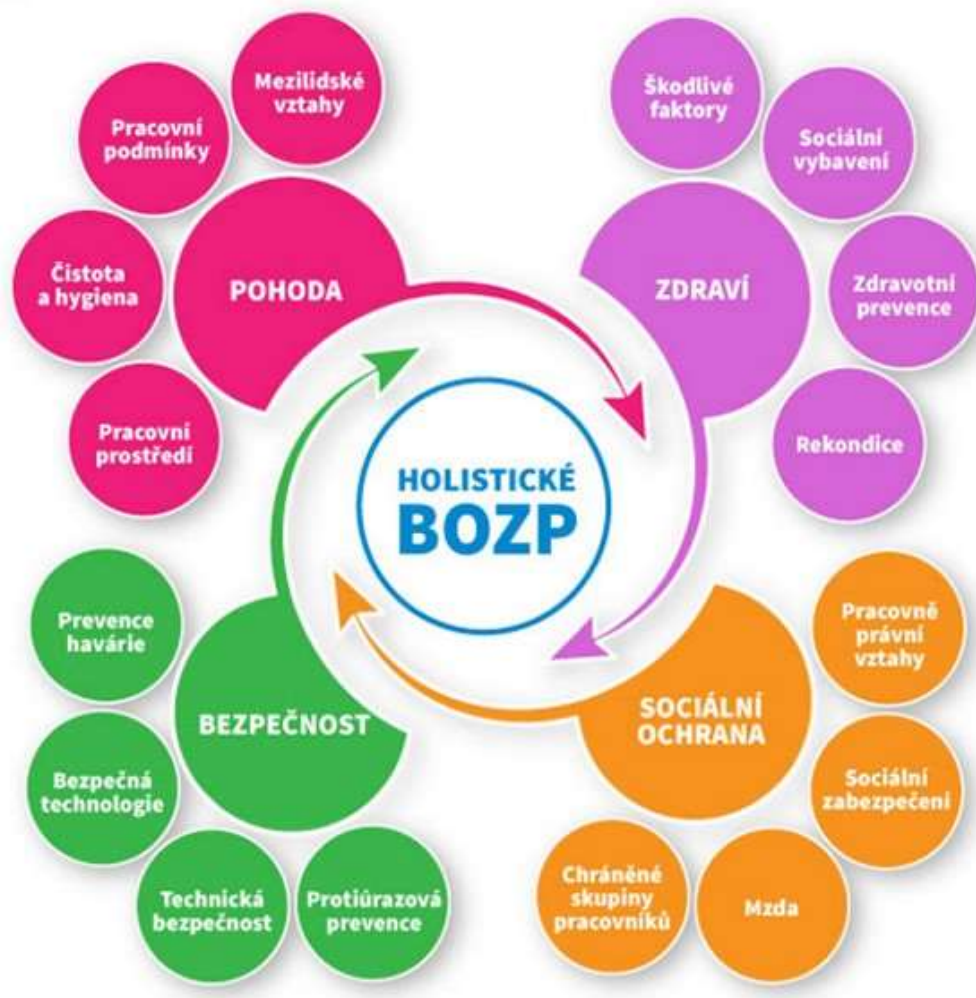 Mezilidské
vztahy
Pracovní
podmínky
Čistota
a hygiena
Pracovní
prostředí
POHODA
Škodlivé
faktory
Sociální
vybavení
Zdravotní
prevence
Rekondice
ZDRAVÍ
HOLISTICKÉ
BOZP
Prevence
havárie
Bezpečná
technologie
Technická
bezpečnost
Protiúrazová
prevence
BEZPEČNOST
SOCIÁLNÍ
OCHRANA
Pracovně
právní
vztahy
Sociální
zabezpečení
Mzda
Chráněné
skupiny
pracovníků